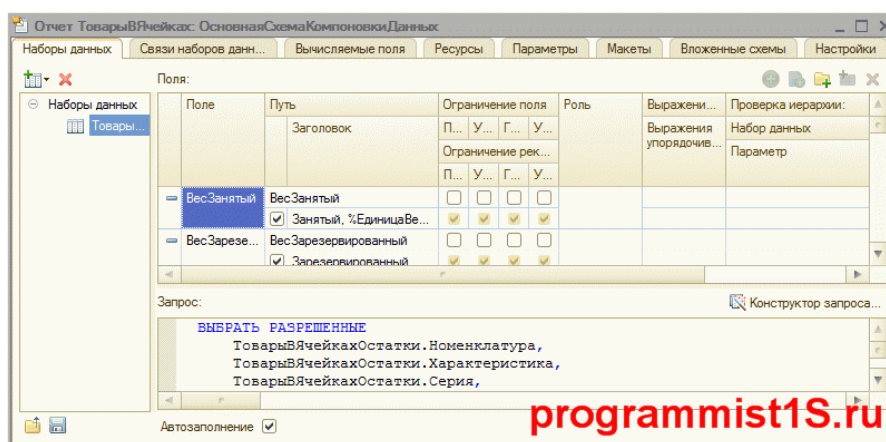 Отчет ТоварыВЯчейках: ОсновнаяСхемаКомпоновкиДанных
Наборы данных Связи наборов данн... Вычисляемые поля Ресурсы Параметры Макеты Вложенные схемы Настройки
Поля:
Наборы данных
Товары...
Поле Путь Ограничение поля Роль Выражени... Проверка иерархии:
Заголовок П... У... Г... У... Выражения упорядочив... Набор данных
Ограничение рек... Параметр
П... У... Г... У...
ВесЗанятый ВесЗанятый
Занятый, %ЕдиницаВе...
ВесЗарезе... ВесЗарезервированный
Зарезервированный
Запрос: Конструктор запроса...
ВЫБРАТЬ РАЗРЕШЕННЫЕ
ТоварыВЯчейкахОстатки.Номенклатура,
ТоварыВЯчейкахОстатки.Характеристика,
ТоварыВЯчейкахОстатки.Серия,
Автозаполнение
programmist1S.ru